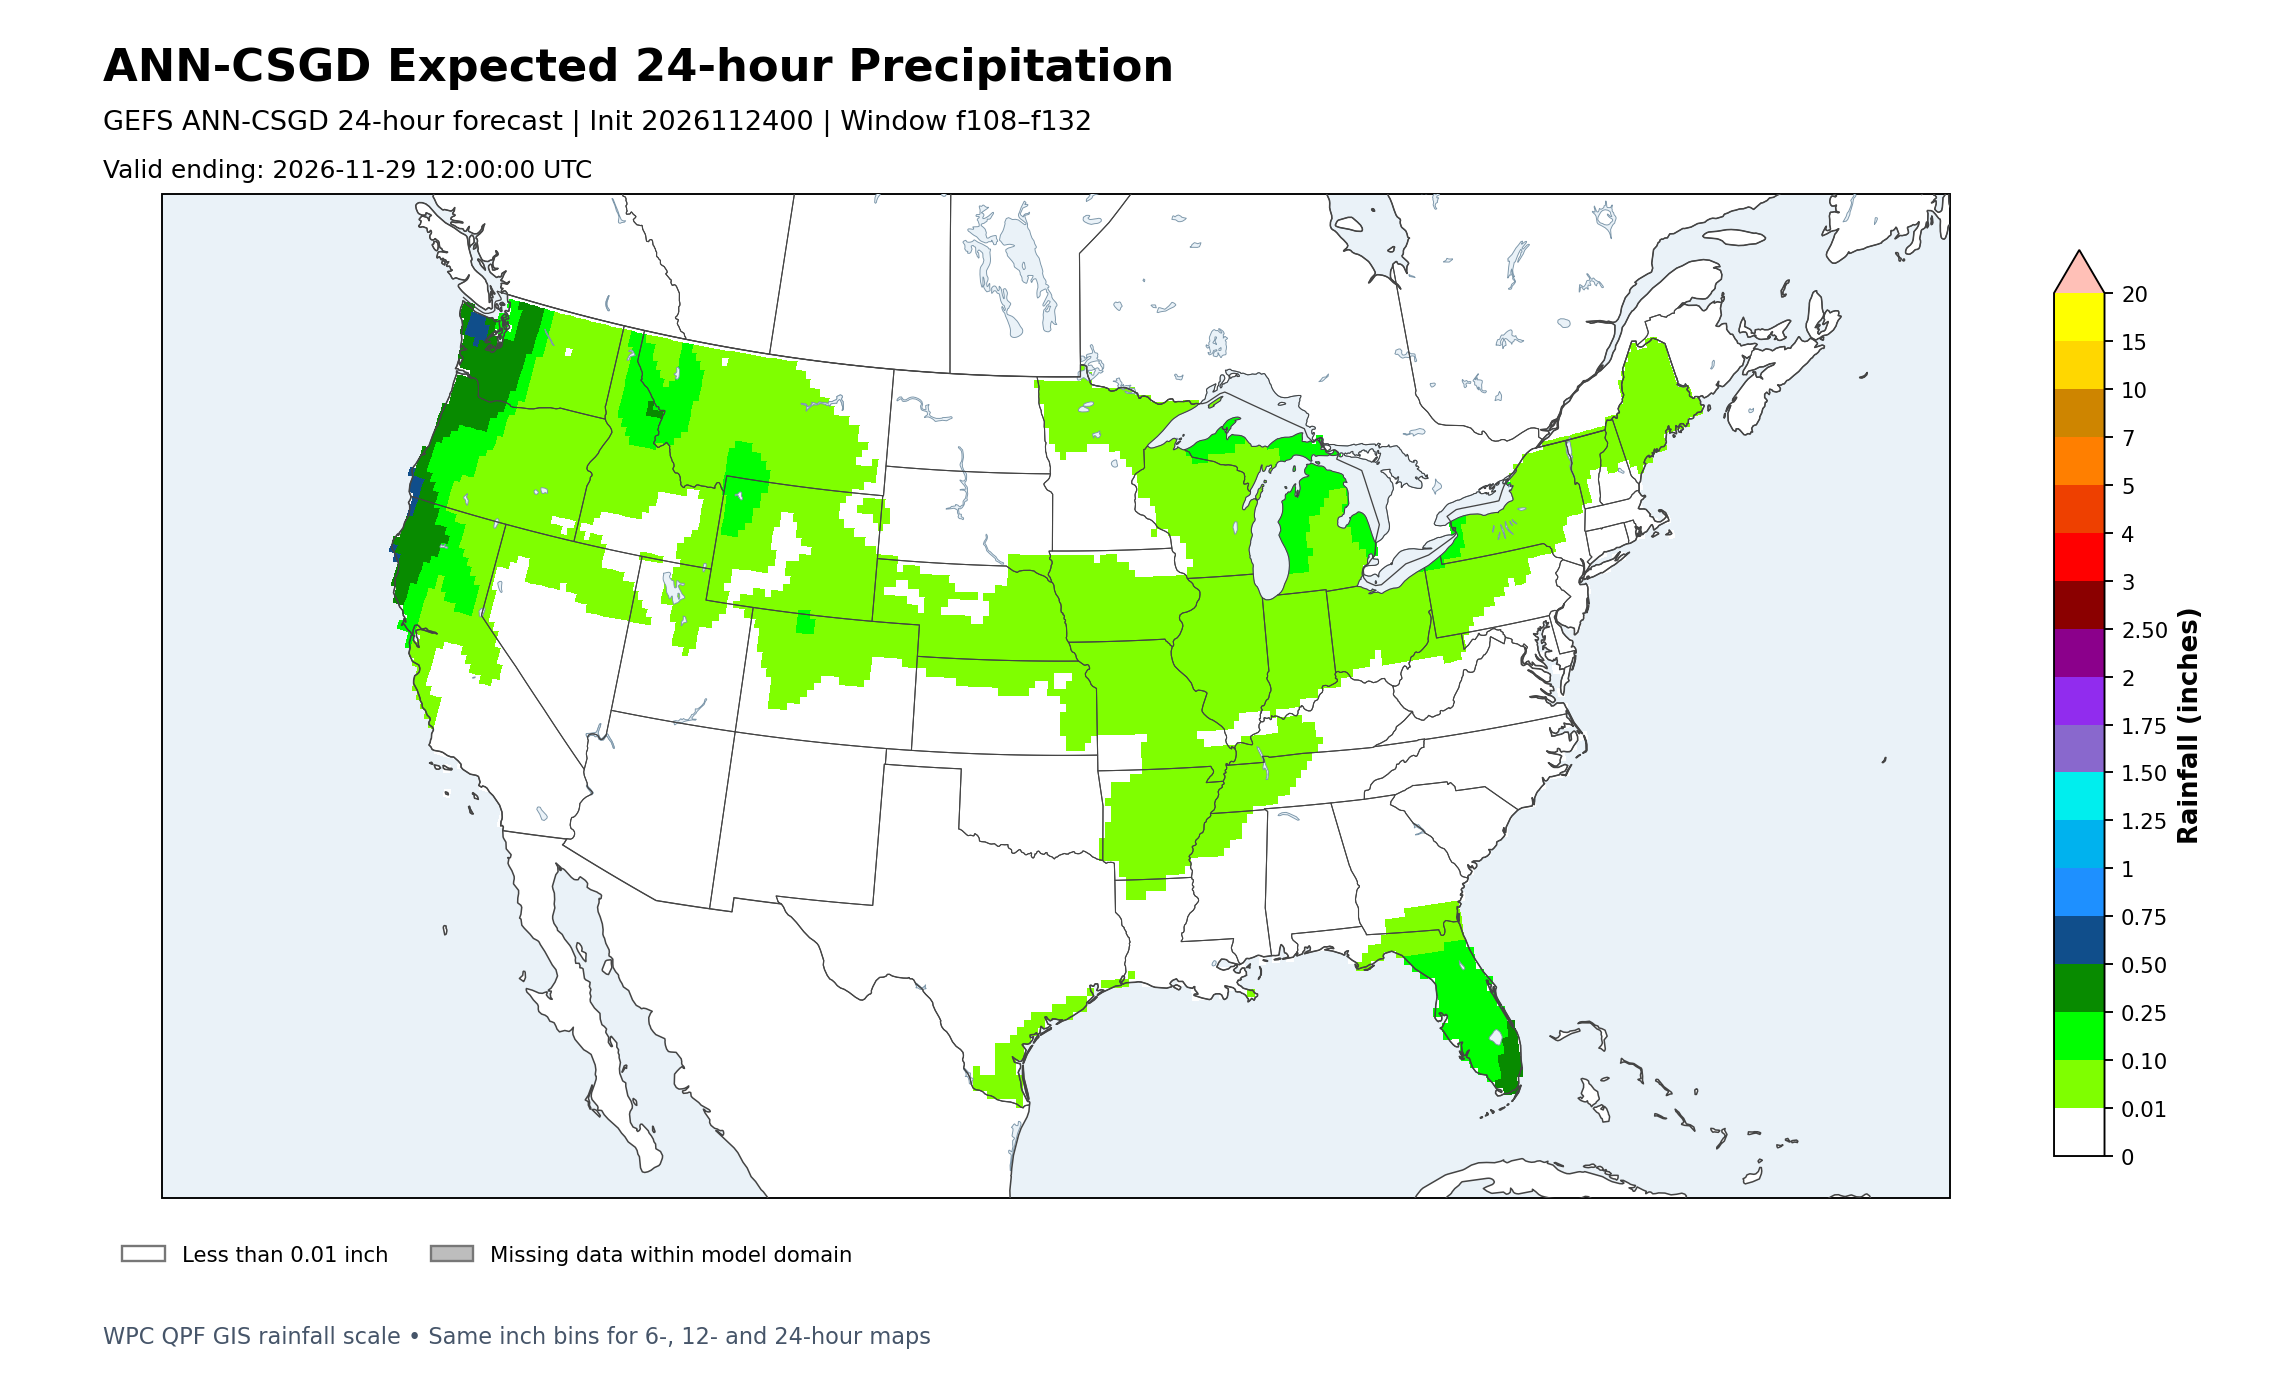 ANN-CSGD Expected 24-hour Precipitation
GEFS ANN-CSGD 24-hour forecast | Init 2026112400 | Window f108–f132
Valid ending: 2026-11-29 12:00:00 UTC
20
15
10
7
5
4
3
2.50
2
1.75
1.50
1.25
1
0.75
0.50
0.25
0.10
0.01
0
Rainfall (inches)
Less than 0.01 inch
Missing data within model domain
WPC QPF GIS rainfall scale • Same inch bins for 6-, 12- and 24-hour maps